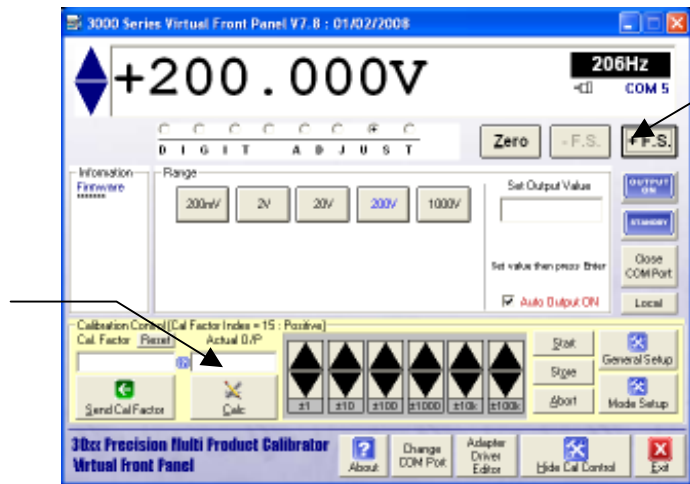 3000 Series Virtual Front Panel V7.8 : 01/02/2008
+200.000V
206Hz
COM 5
DIGIT ADJUST
Zero
- F.S.
+ F.S.
Information
Firmware
Range
200mV
2V
20V
200V
1000V
Set Output Value
Set value then press Enter
Auto Output ON
OUTPUT ON
STANDBY
Close COM Port
Local
Calibration Control (Cal Factor Index = 15 : Positive)
Cal. Factor
Reset
Actual O/P
Send Cal Factor
Calc
±1
±10
±100
±1000
±10k
±100k
Start
Store
Abort
General Setup
Mode Setup
30xx Precision Multi Product Calibrator
Virtual Front Panel
About
Change COM Port
Adapter Driver Editor
Hide Cal Control
Exit